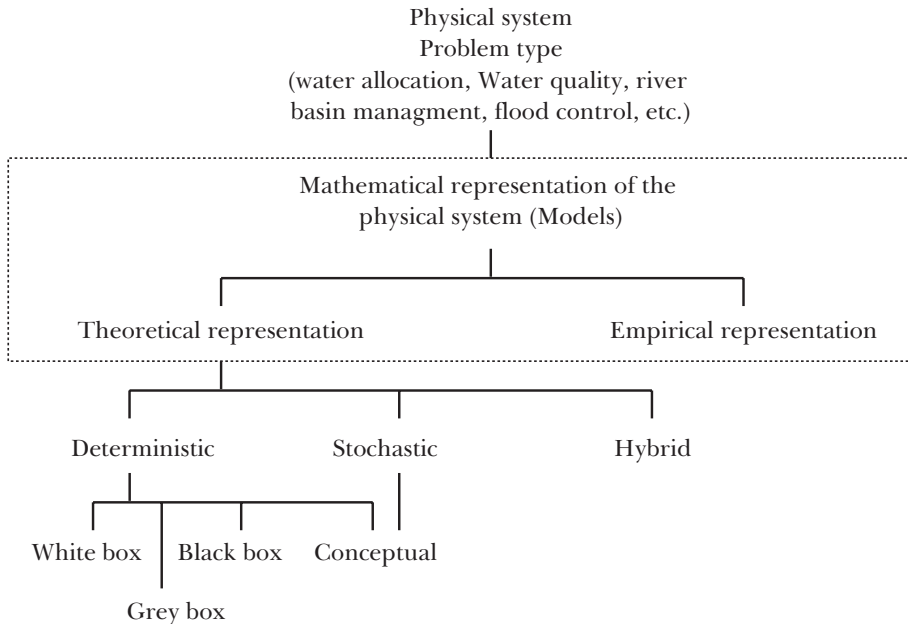 Physical system
Problem type
(water allocation, Water quality, river
basin managment, flood control, etc.)
Mathematical representation of the
physical system (Models)
Theoretical representation
Empirical representation
Deterministic
Stochastic
Hybrid
White box
Black box
Conceptual
Grey box